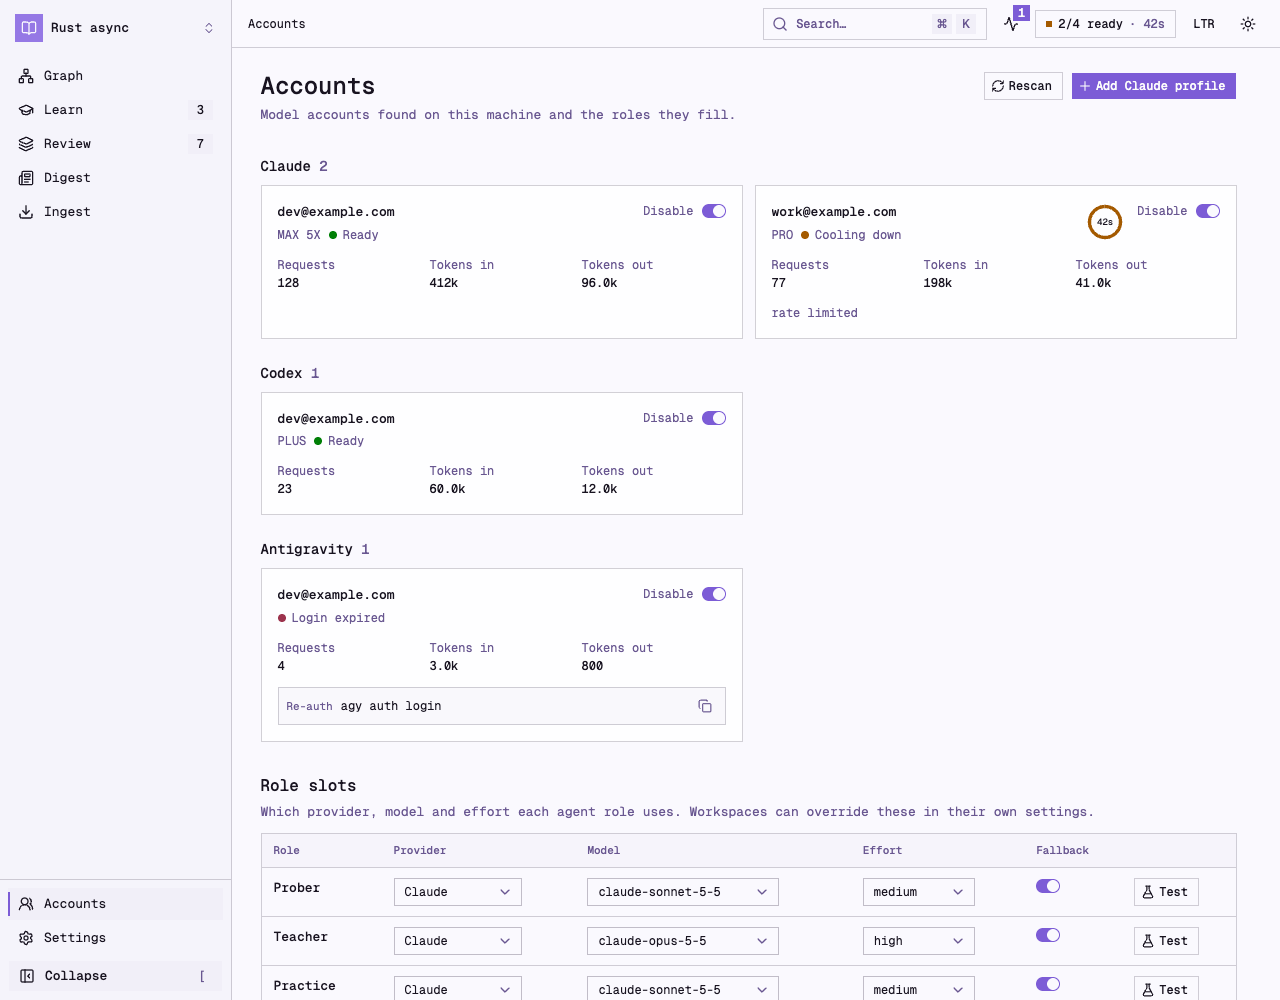 Rust async
Graph
Learn 3
Review 7
Digest
Ingest
Accounts
Settings
Collapse [
Accounts
Search… ⌘ K
1
2/4 ready · 42s
LTR
Accounts
Rescan
Add Claude profile
Model accounts found on this machine and the roles they fill.
Claude 2
dev@example.com Disable
MAX 5X Ready
Requests Tokens in Tokens out
128 412k 96.0k
work@example.com 42s Disable
PRO Cooling down
Requests Tokens in Tokens out
77 198k 41.0k
rate limited
Codex 1
dev@example.com Disable
PLUS Ready
Requests Tokens in Tokens out
23 60.0k 12.0k
Antigravity 1
dev@example.com Disable
Login expired
Requests Tokens in Tokens out
4 3.0k 800
Re-auth agy auth login
Role slots
Which provider, model and effort each agent role uses. Workspaces can override these in their own settings.
Role Provider Model Effort Fallback
Prober Claude claude-sonnet-5-5 medium Test
Teacher Claude claude-opus-5-5 high Test
Practice Claude claude-sonnet-5-5 medium Test